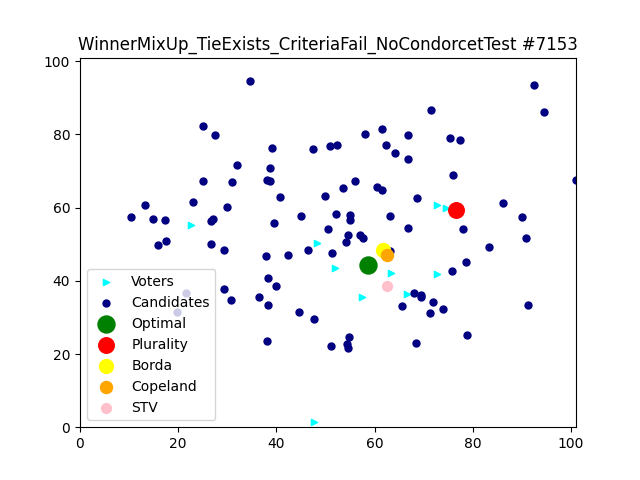 WinnerMixUp_TieExists_CriteriaFail_NoCondorcetTest #7153
100
80
60
40
20
0
Voters
Candidates
Optimal
Plurality
Borda
Copeland
STV
0 20 40 60 80 100